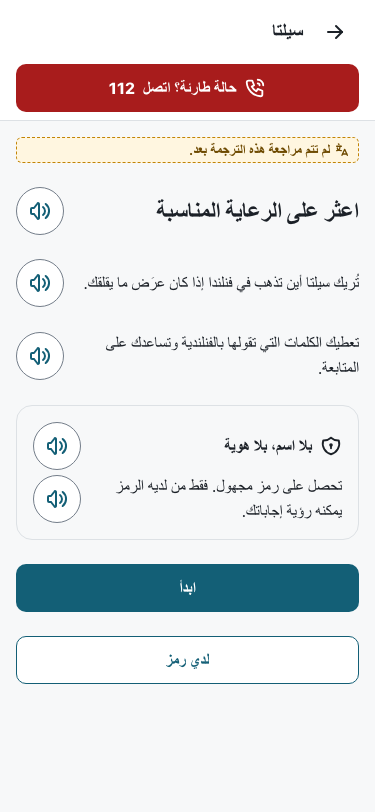 سيلتا
حالة طارئة؟ اتصل 112
لم تتم مراجعة هذه الترجمة بعد.
اعثر على الرعاية المناسبة
تُريك سيلتا أين تذهب في فنلندا إذا كان عرَض ما يقلقك.
تعطيك الكلمات التي تقولها بالفنلندية وتساعدك على
المتابعة.
بلا اسم، بلا هوية
تحصل على رمز مجهول. فقط من لديه الرمز
يمكنه رؤية إجاباتك.
ابدأ
لدي رمز